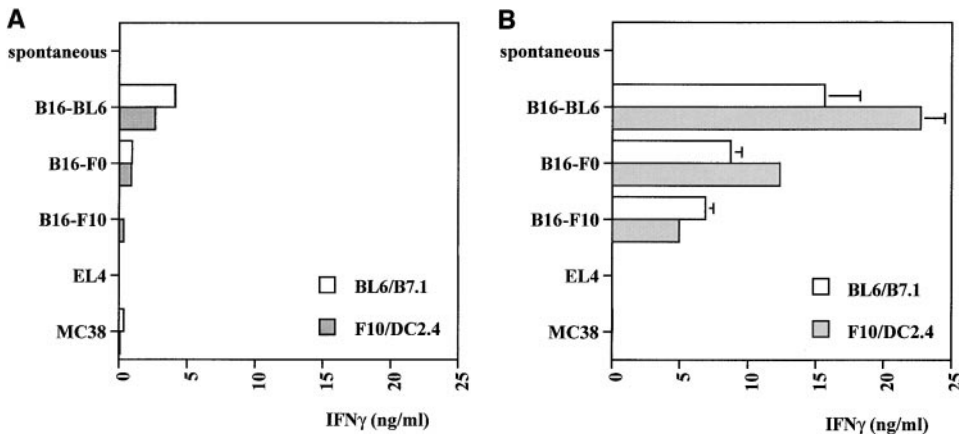 A
spontaneous
B16-BL6
B16-F0
B16-F10
EL4
MC38
BL6/B7.1
F10/DC2.4
0
5
10
15
20
25
IFNγ (ng/ml)
B
spontaneous
B16-BL6
B16-F0
B16-F10
EL4
MC38
BL6/B7.1
F10/DC2.4
0
5
10
15
20
25
IFNγ (ng/ml)